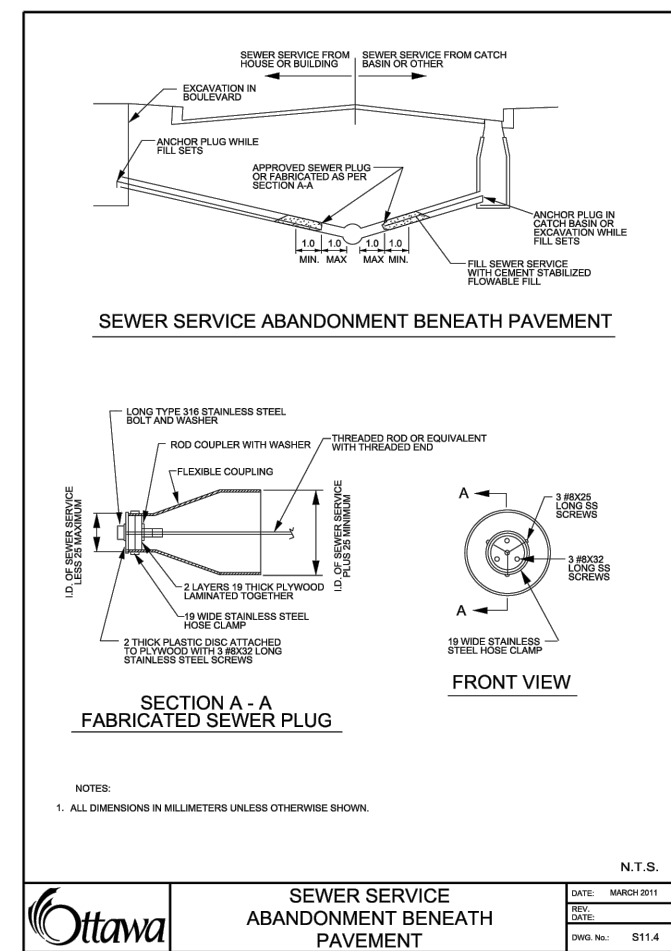 SEWER SERVICE FROM
HOUSE OR BUILDING
SEWER SERVICE FROM CATCH
BASIN OR OTHER
EXCAVATION IN
BOULEVARD
ANCHOR PLUG WHILE
FILL SETS
APPROVED SEWER PLUG
OR FABRICATED AS PER
SECTION A-A
ANCHOR PLUG IN
CATCH BASIN OR
EXCAVATION WHILE
FILL SETS
1.0 1.0 1.0 1.0
MIN. MAX MAX MIN.
FILL SEWER SERVICE
WITH CEMENT STABILIZED
FLOWABLE FILL
SEWER SERVICE ABANDONMENT BENEATH PAVEMENT
LONG TYPE 316 STAINLESS STEEL
BOLT AND WASHER
ROD COUPLER WITH WASHER
THREADED ROD OR EQUIVALENT
WITH THREADED END
FLEXIBLE COUPLING
I.D. OF SEWER SERVICE
LESS 25 MAXIMUM
I.D. OF SEWER SERVICE
PLUS 25 MINIMUM
2 LAYERS 19 THICK PLYWOOD
LAMINATED TOGETHER
19 WIDE STAINLESS STEEL
HOSE CLAMP
2 THICK PLASTIC DISC ATTACHED
TO PLYWOOD WITH 3 #8X32 LONG
STAINLESS STEEL SCREWS
SECTION A - A
FABRICATED SEWER PLUG
A
A
3 #8X25
LONG SS
SCREWS
3 #8X32
LONG SS
SCREWS
19 WIDE STAINLESS
STEEL HOSE CLAMP
FRONT VIEW
NOTES:
1. ALL DIMENSIONS IN MILLIMETERS UNLESS OTHERWISE SHOWN.
N.T.S.
Ottawa
SEWER SERVICE
ABANDONMENT BENEATH
PAVEMENT
DATE: MARCH 2011
REV.
DATE:
DWG. No.: S11.4